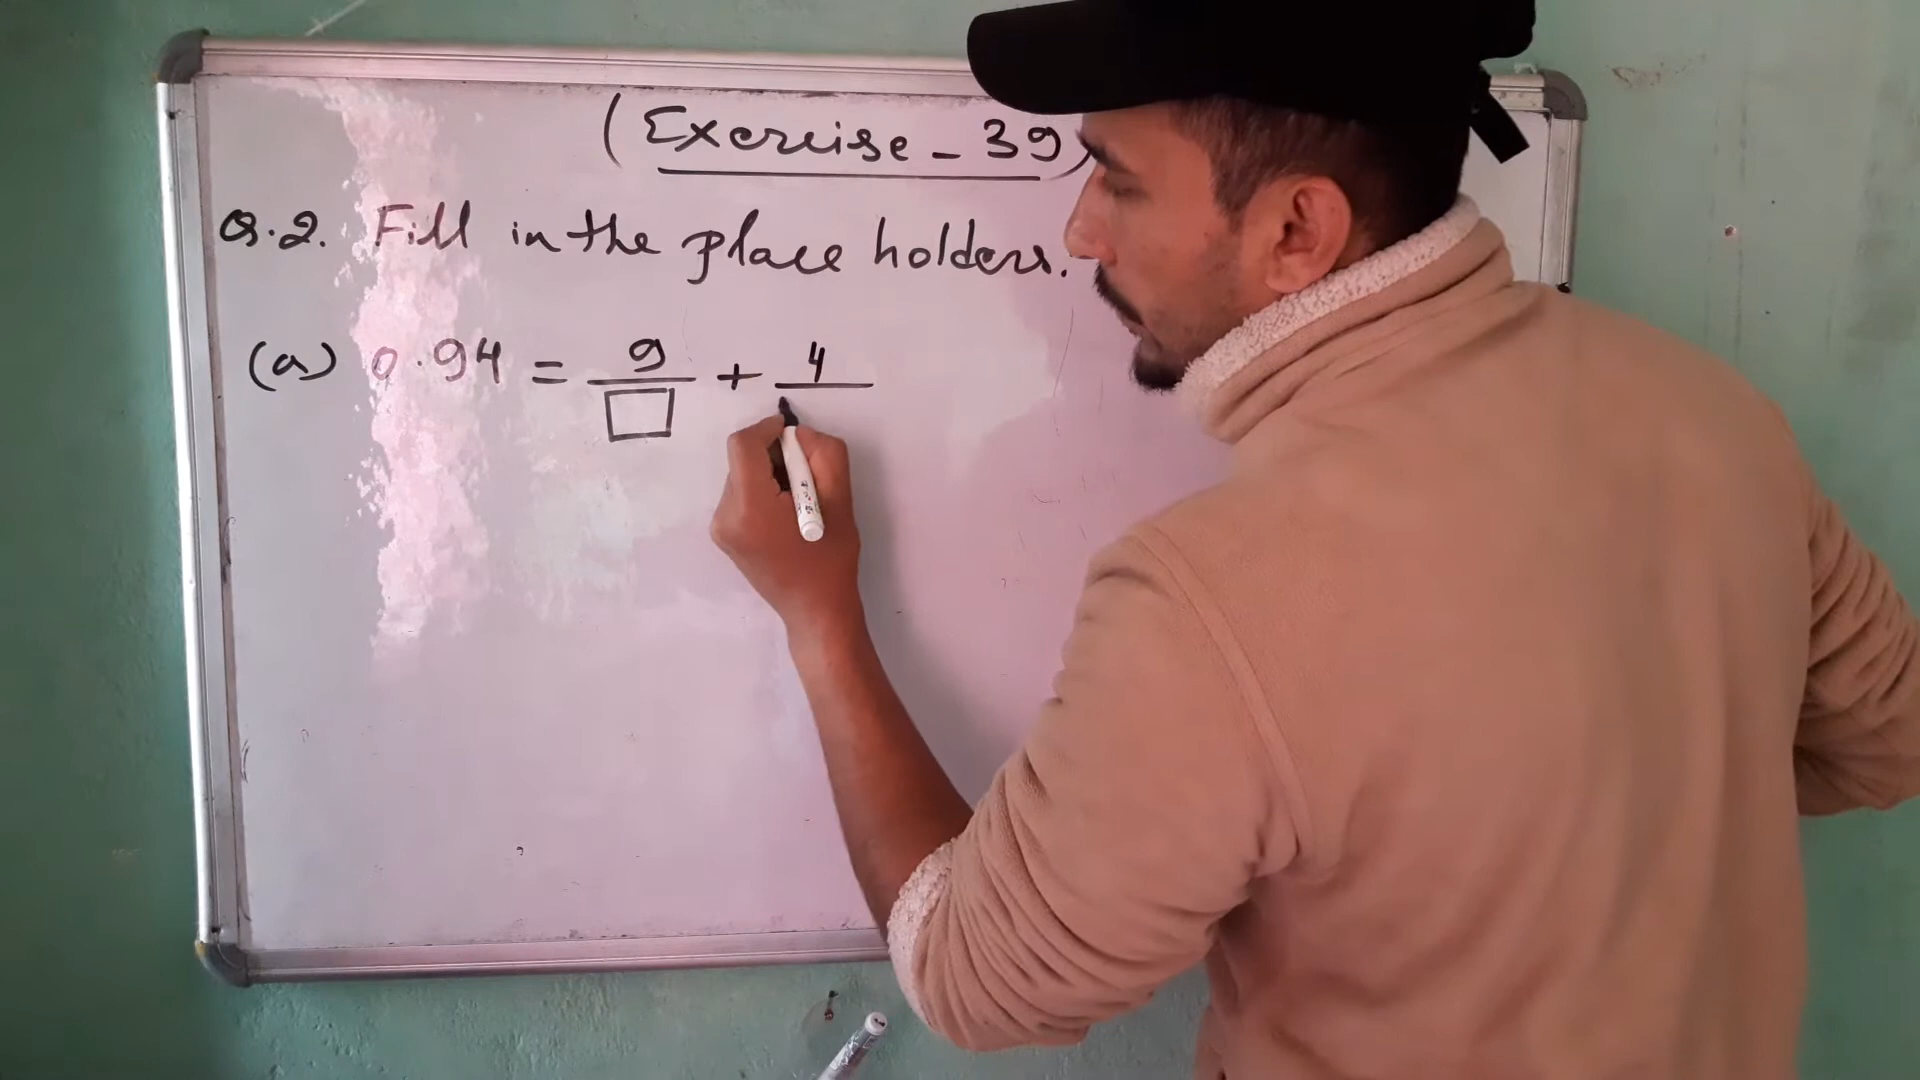 (Exercise - 39)
Q.2. Fill in the place holders.
(a) 0.94 = 9/□ + 4/